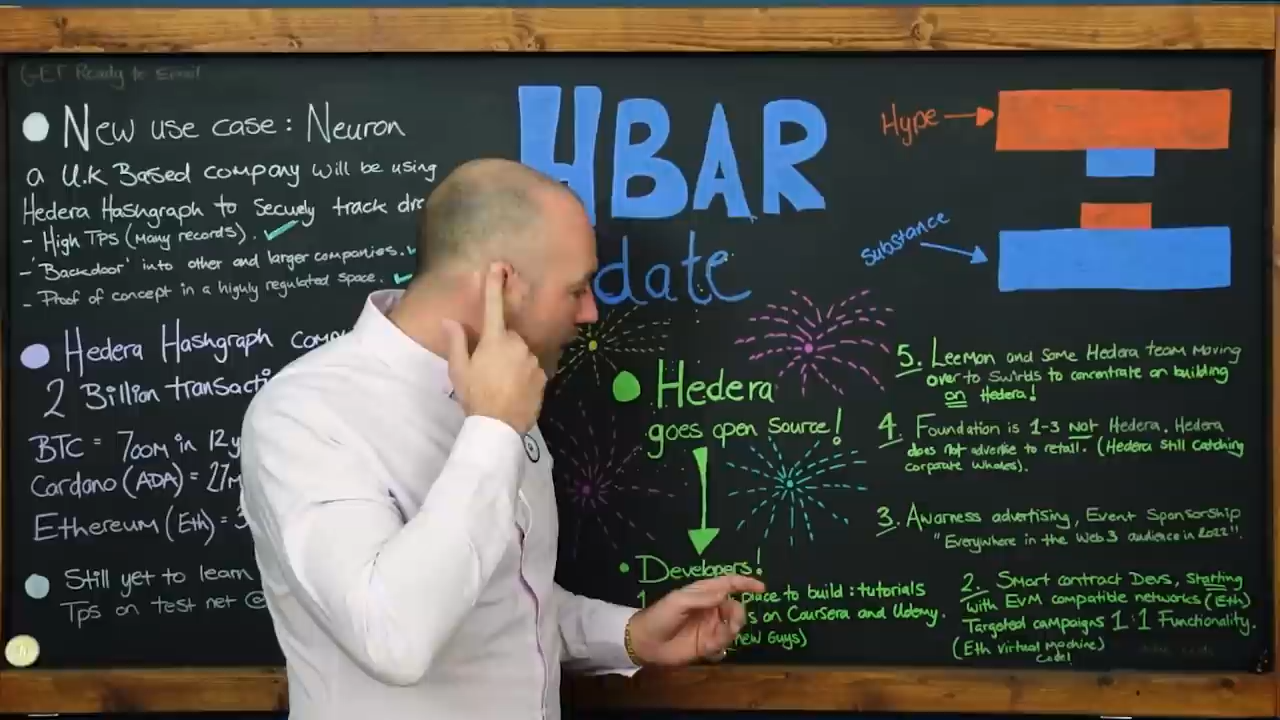 GET Ready to Email
New use case: Neuron
a U.K Based company will be using
Hedera Hashgraph to Securely track
- High TPS (Many records).
- 'Backdoor' into other and larger companies.
- Proof of concept in a highly regulated space.
Hedera Hashgraph
2 Billion
BTC = 700M in 12
Cardano (ADA) = 27M
Ethereum (Eth) =
Still yet to learn
Tps on test net @
HBAR
date
Hedera
goes open Source!
Developers!
1
place to build: tutorials
on Coursera and Udemy.
(new Guys)
Hype
Substance
5. Leemon and some Hedera team moving
over to Swirlds to concentrate on building
on Hedera!
4. Foundation is 1-3 Not Hedera. Hedera
does not advertise to retail. (Hedera Still Catching
corporate Whales).
3. Awarness advertising, Event Sponsorship
"Everywhere in the Web 3 audience in 2022".
2. Smart contract Devs, Starting
with EVM compatible networks (Eth)
Targeted campaigns 1:1 Functionality.
(Eth Virtual Machine)
Code!